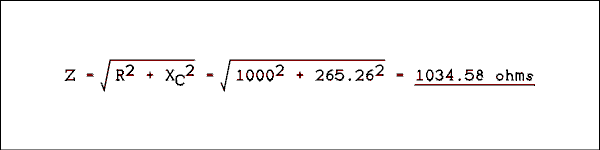 Z = √R² + X_C² = √1000² + 265.26² = 1034.58 ohms